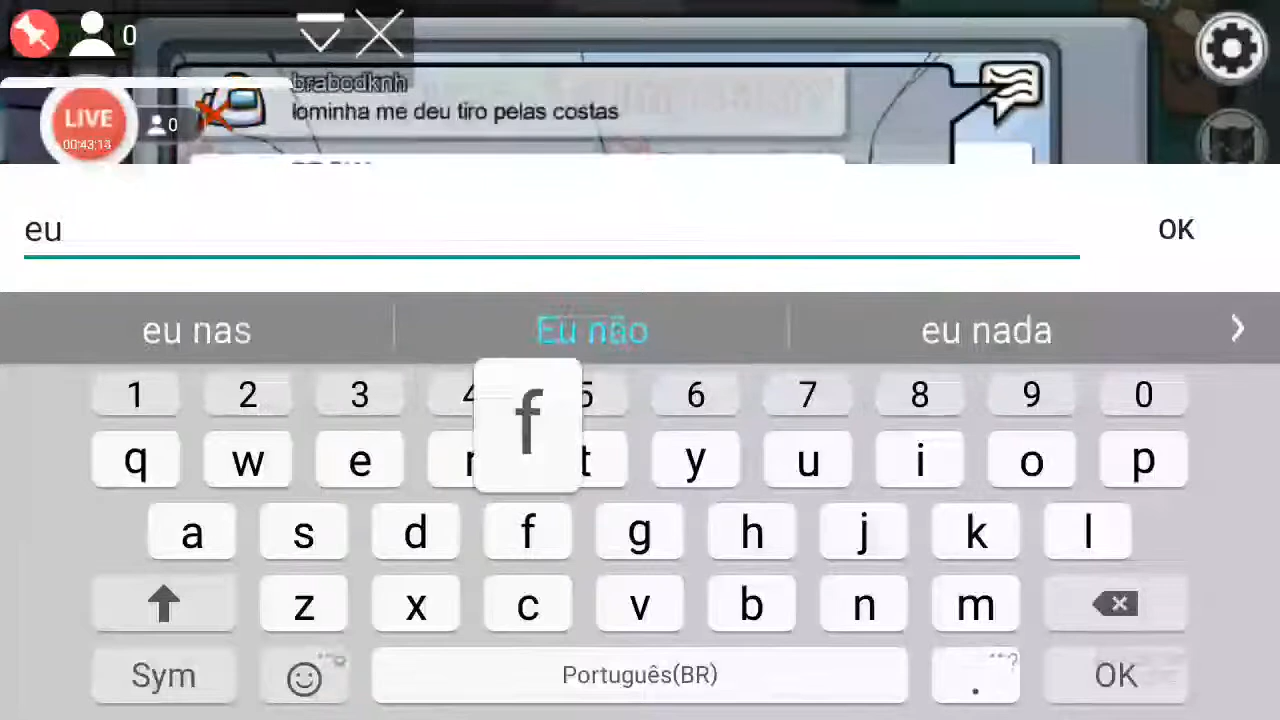 0
brabodknh
lominha me deu tiro pelas costas
LIVE
00:43:13
0
eu
OK
eu nas
Eu não
eu nada
1 2 3 4 5 6 7 8 9 0
q w e r t y u i o p
f
a s d f g h j k l
z x c v b n m
Sym
Português(BR)
. ?
OK